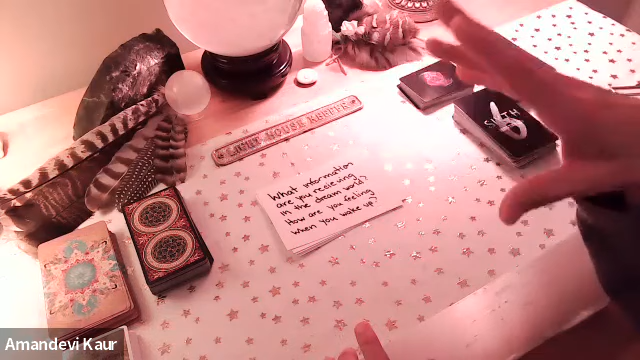 LIGHT HOUSE KEEPER
What information
are you recieving
in the dream world?
How are you feeling
when you wake up?
Amandevi Kaur